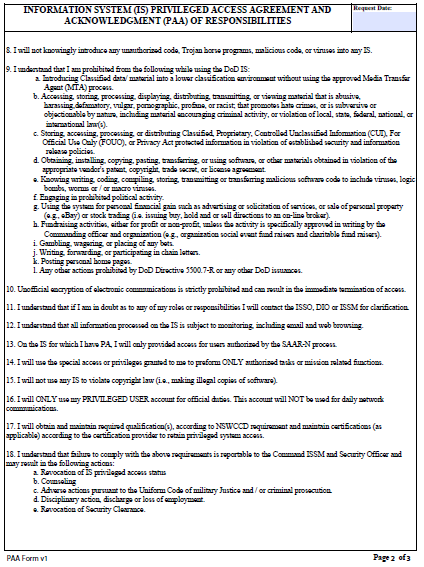 INFORMATION SYSTEM (IS) PRIVILEGED ACCESS AGREEMENT AND
ACKNOWLEDGMENT (PAA) OF RESPONSIBILITIES
Request Date:
8. I will not knowingly introduce any unauthorized code, Trojan horse programs, malicious code, or viruses into any IS.
9. I understand that I am prohibited from the following while using the DoD IS:
a. Introducing Classified data/ material into a lower classification environment without using the approved Media Transfer
Agent (MTA) process.
b. Accessing, storing, processing, displaying, distributing, transmitting, or viewing material that is abusive,
harassing,defamatory, vulgar, pornographic, profane, or racist; that promotes hate crimes, or is subversive or
objectionable by nature, including material encouraging criminal activity, or violation of local, state, federal, national, or
international law(s).
c. Storing, accessing, processing, or distributing Classified, Proprietary, Controlled Unclassified Information (CUI), For
Official Use Only (FOUO), or Privacy Act protected information in violation of established security and information
release policies.
d. Obtaining, installing, copying, pasting, transferring, or using software, or other materials obtained in violation of the
appropriate vendor's patent, copyright, trade secret, or license agreement.
e. Knowing writing, coding, compiling, storing, transmitting or transferring malicious software code to include viruses, logic
bombs, worms or / or macro viruses.
f. Engaging in prohibited political activity.
g. Using the system for personal financial gain such as advertising or solicitation of services, or sale of personal property
(e.g., eBay) or stock trading (i.e. issuing buy, hold and or sell directions to an on-line broker).
h. Fundraising activities, either for profit or non-profit, unless the activity is specifically approved in writing by the
Commanding officer and organization (e.g., organization social event fund raisers and charitable fund raisers).
i. Gambling, wagering, or placing of any bets.
j. Writing, forwarding, or participating in chain letters.
k. Posting personal home pages.
l. Any other actions prohibited by DoD Directive 5500.7-R or any other DoD issuances.
10. Unofficial encryption of electronic communications is strictly prohibited and can result in the immediate termination of access.
11. I understand that if I am in doubt as to any of my roles or responsibilities I will contact the ISSO, DIO or ISSM for clarification.
12. I understand that all information processed on the IS is subject to monitoring, including email and web browsing.
13. On the IS for which I have PA, I will only provided access for users authorized by the SAAR-N process.
14. I will use the special access or privileges granted to me to preform ONLY authorized tasks or mission related functions.
15. I will not use any IS to violate copyright law (i.e., making illegal copies of software).
16. I will ONLY use my PRIVILEGED USER account for official duties. This account will NOT be used for daily network
communications.
17. I will obtain and maintain required qualification(s), according to NSWCCD requirement and maintain certifications (as
applicable) according to the certification provider to retain privileged system access.
18. I understand that failure to comply with the above requirements is reportable to the Command ISSM and Security Officer and
may result in the following actions:
a. Revocation of IS privileged access status
b. Counseling
c. Adverse actions pursuant to the Uniform Code of military Justice and / or criminal prosecution.
d. Disciplinary action, discharge or loss of employment.
e. Revocation of Security Clearance.
PAA Form v1
Page 2 of 3